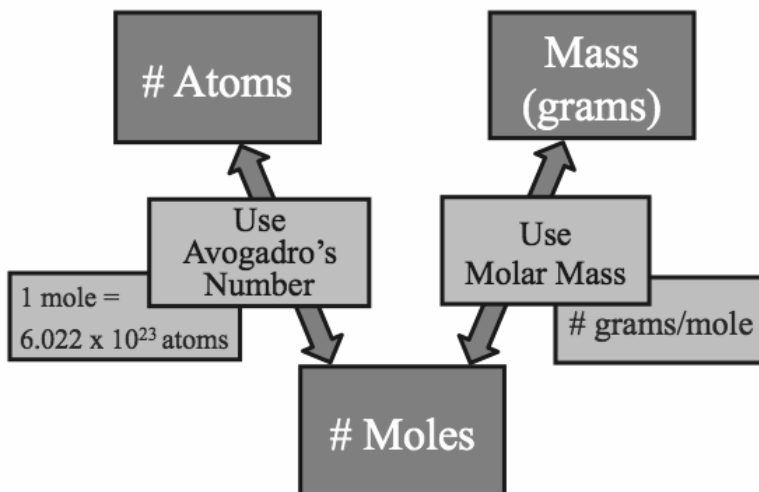 # Atoms
Mass
(grams)
Use
Avogadro’s
Number
Use
Molar Mass
1 mole =
6.022 x 10²³ atoms
# grams/mole
# Moles